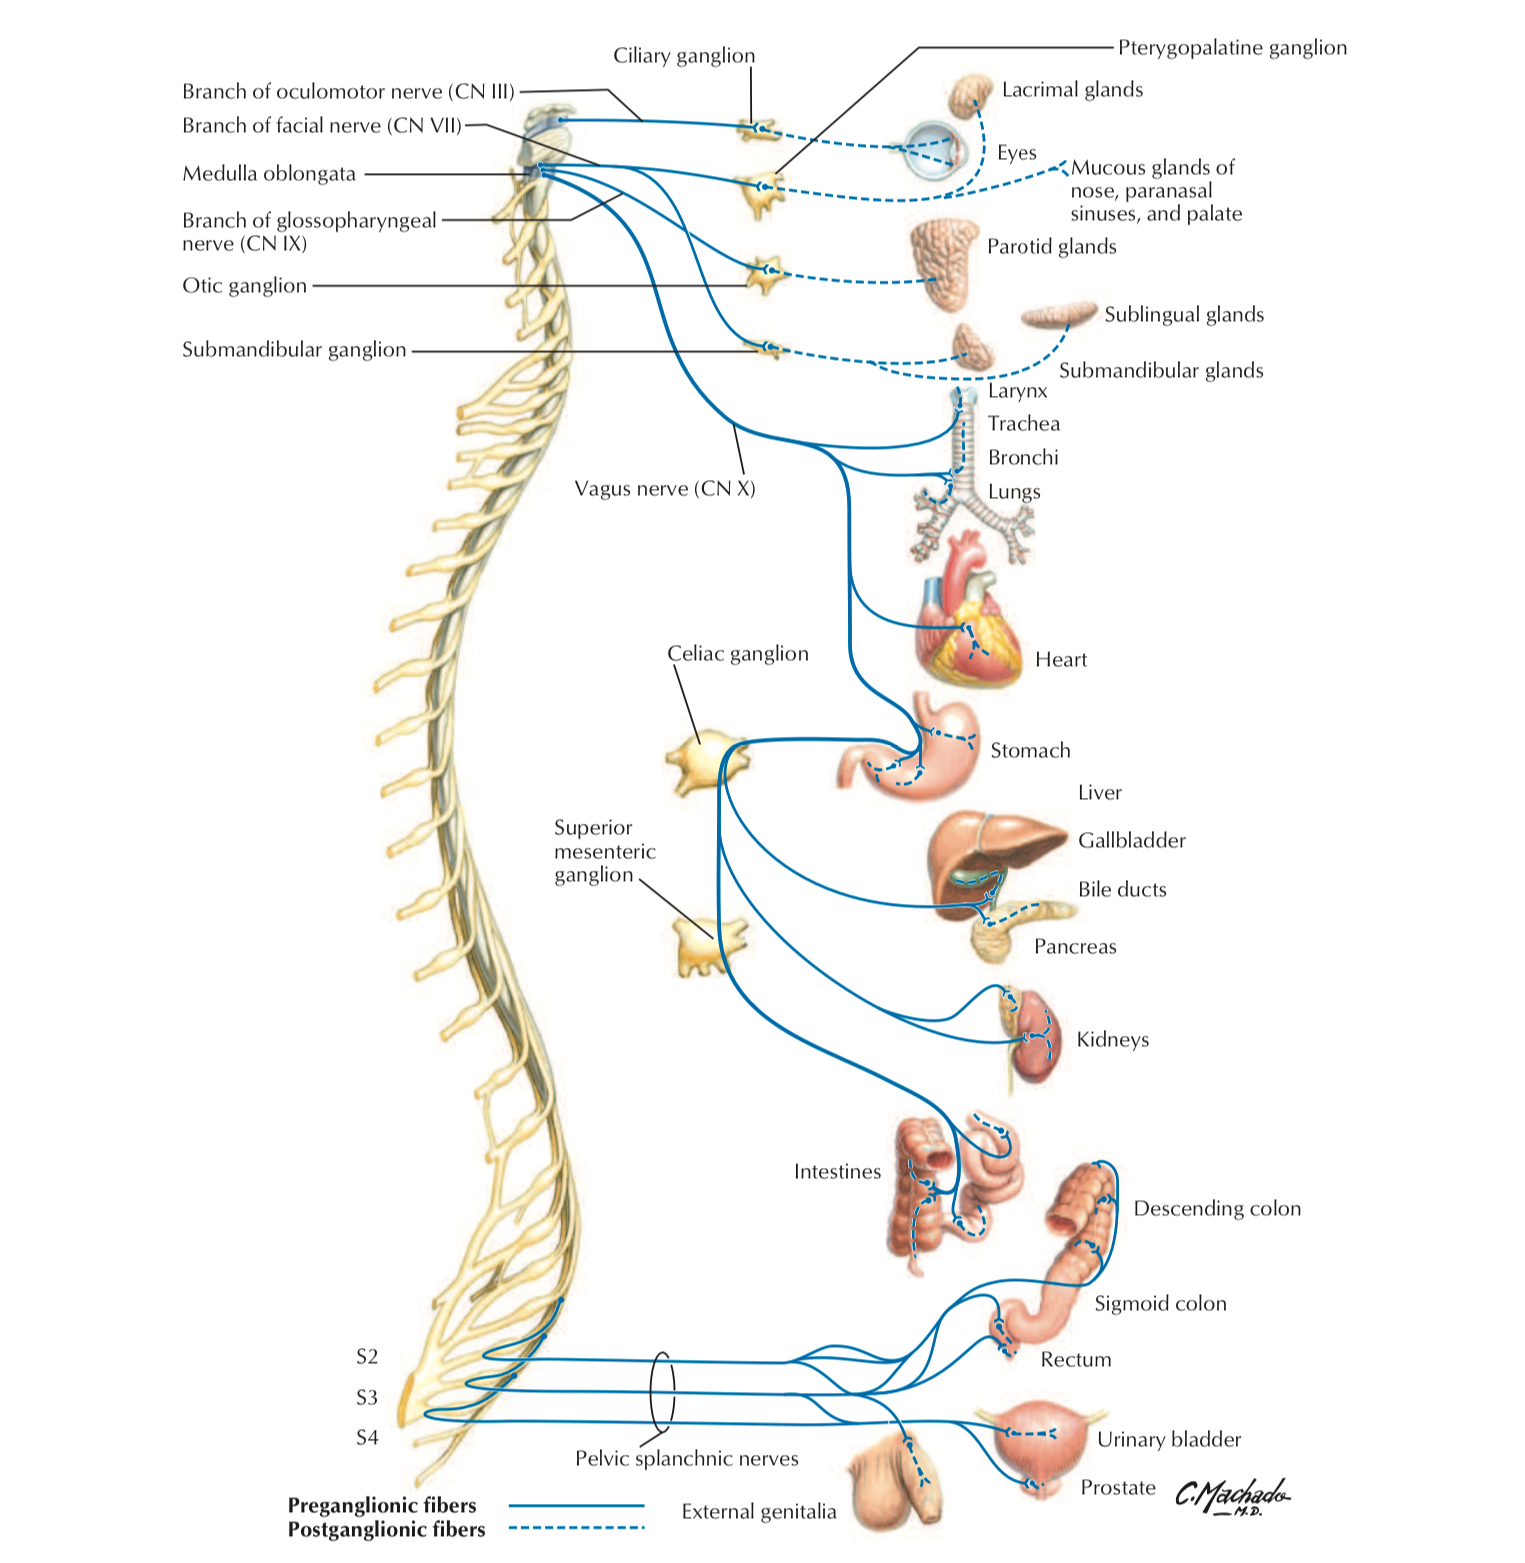 Ciliary ganglion
Pterygopalatine ganglion
Branch of oculomotor nerve (CN III)
Lacrimal glands
Branch of facial nerve (CN VII)
Eyes
Medulla oblongata
Mucous glands of
nose, paranasal
sinuses, and palate
Branch of glossopharyngeal
nerve (CN IX)
Parotid glands
Otic ganglion
Sublingual glands
Submandibular ganglion
Submandibular glands
Larynx
Trachea
Bronchi
Lungs
Vagus nerve (CN X)
Celiac ganglion
Heart
Stomach
Liver
Superior
mesenteric
ganglion
Gallbladder
Bile ducts
Pancreas
Kidneys
Intestines
Descending colon
Sigmoid colon
S2
Rectum
S3
S4
Urinary bladder
Pelvic splanchnic nerves
Prostate
C. Machado
M.D.
Preganglionic fibers
External genitalia
Postganglionic fibers